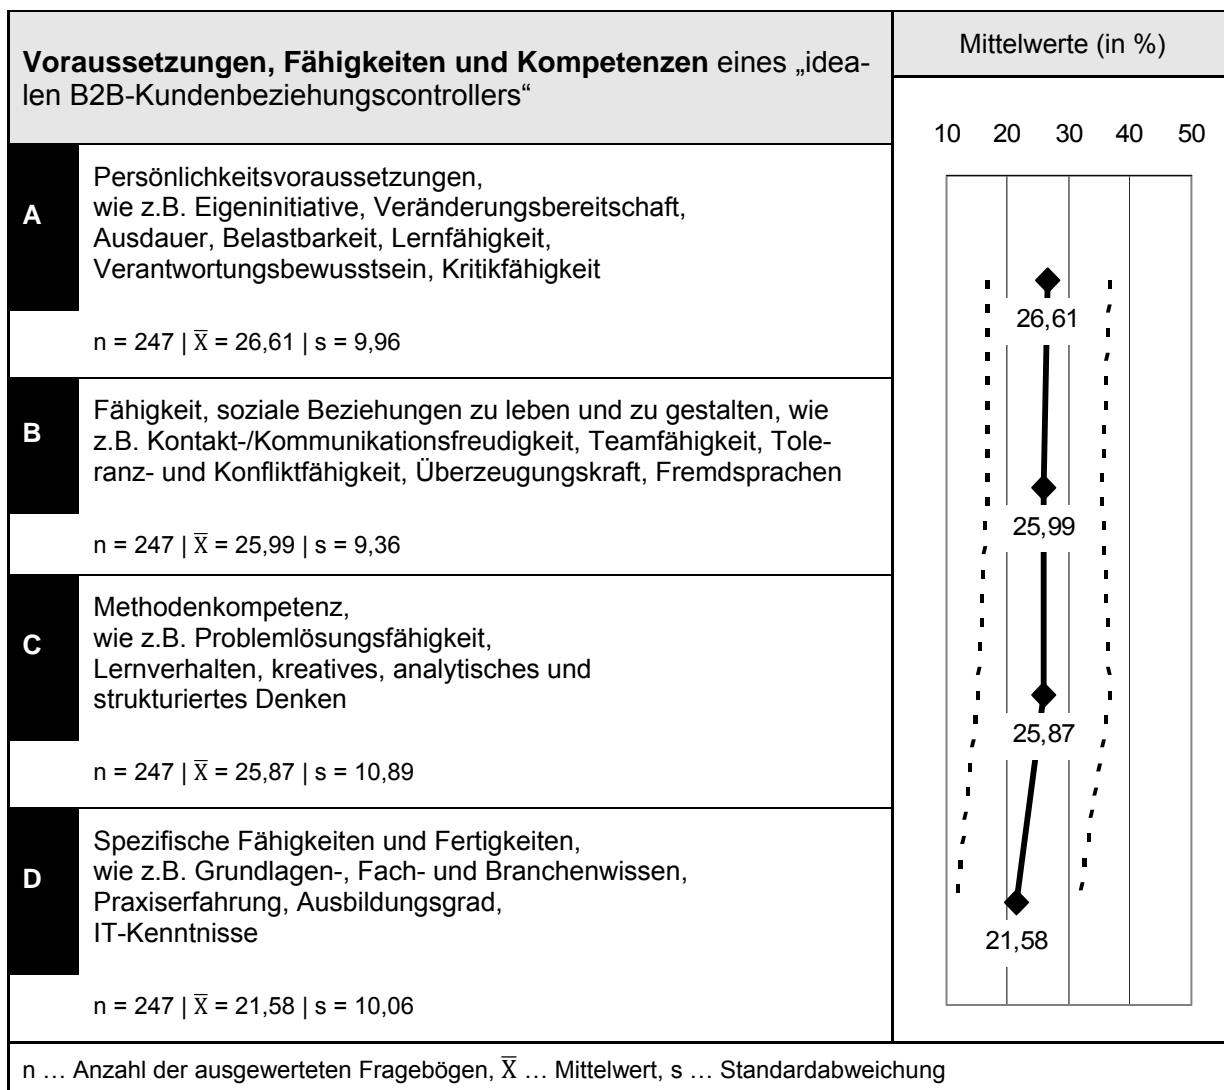 Voraussetzungen, Fähigkeiten und Kompetenzen eines „idea-
len B2B-Kundenbeziehungscontrollers“
Mittelwerte (in %)
10 20 30 40 50
A
Persönlichkeitsvoraussetzungen,
wie z.B. Eigeninitiative, Veränderungsbereitschaft,
Ausdauer, Belastbarkeit, Lernfähigkeit,
Verantwortungsbewusstsein, Kritikfähigkeit
n = 247 | X̅ = 26,61 | s = 9,96
26,61
B
Fähigkeit, soziale Beziehungen zu leben und zu gestalten, wie
z.B. Kontakt-/Kommunikationsfreudigkeit, Teamfähigkeit, Tole-
ranz- und Konfliktfähigkeit, Überzeugungskraft, Fremdsprachen
n = 247 | X̅ = 25,99 | s = 9,36
25,99
C
Methodenkompetenz,
wie z.B. Problemlösungsfähigkeit,
Lernverhalten, kreatives, analytisches und
strukturiertes Denken
n = 247 | X̅ = 25,87 | s = 10,89
25,87
D
Spezifische Fähigkeiten und Fertigkeiten,
wie z.B. Grundlagen-, Fach- und Branchenwissen,
Praxiserfahrung, Ausbildungsgrad,
IT-Kenntnisse
n = 247 | X̅ = 21,58 | s = 10,06
21,58
n … Anzahl der ausgewerteten Fragebögen, X̅ … Mittelwert, s … Standardabweichung